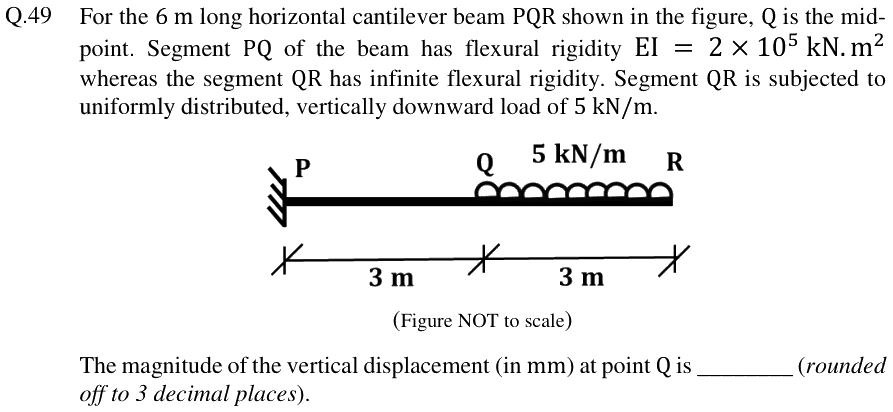 Q.49 For the 6 m long horizontal cantilever beam PQR shown in the figure, Q is the mid-
point. Segment PQ of the beam has flexural rigidity EI = 2 × 10⁵ kN.m²
whereas the segment QR has infinite flexural rigidity. Segment QR is subjected to
uniformly distributed, vertically downward load of 5 kN/m.
P Q 5 kN/m R
3 m 3 m
(Figure NOT to scale)
The magnitude of the vertical displacement (in mm) at point Q is ________ (rounded
off to 3 decimal places).